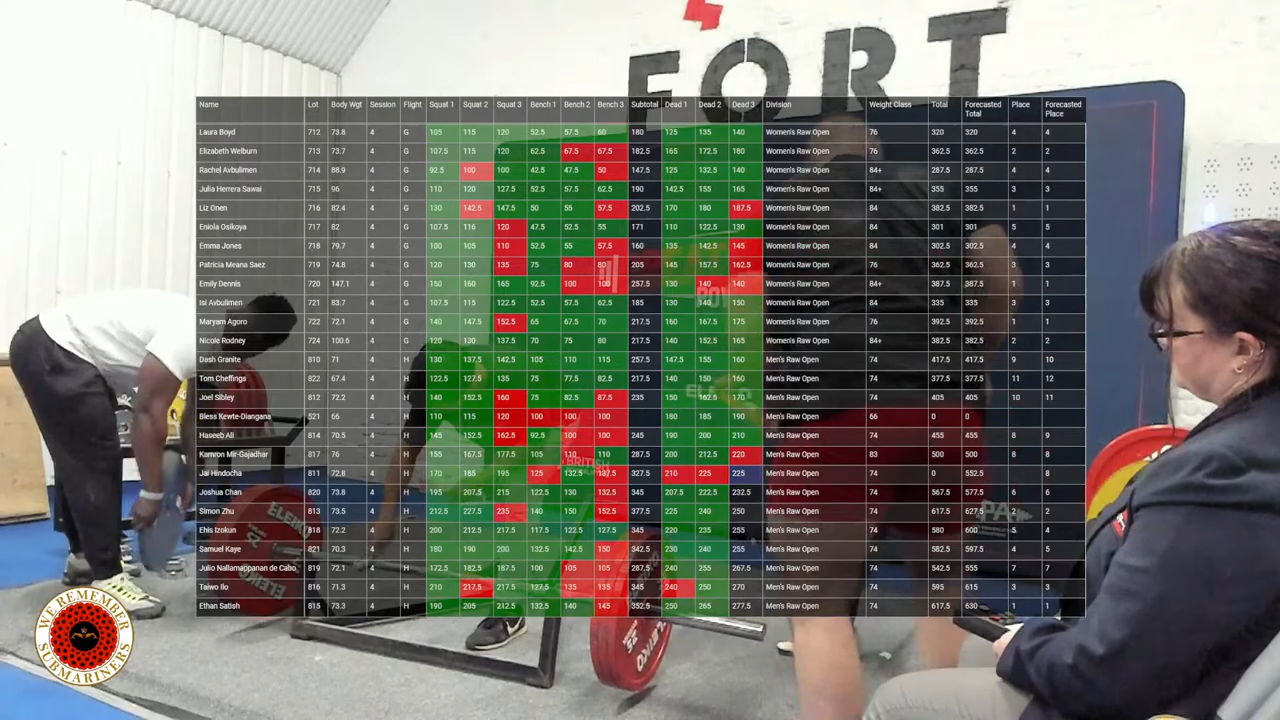 FORT
Name Lot Body Wgt Session Flight Squat 1 Squat 2 Squat 3 Bench 1 Bench 2 Bench 3 Subtotal Dead 1 Dead 2 Dead 3 Division Weight Class Total Forecasted Total Place Forecasted Place
Laura Boyd 712 73.8 4 G 105 115 120 52.5 57.5 60 180 125 135 140 Women's Raw Open 76 320 320 4 4
Elizabeth Welburn 713 73.7 4 G 107.5 115 120 62.5 67.5 67.5 182.5 165 172.5 180 Women's Raw Open 76 362.5 362.5 2 2
Rachel Avbulimen 714 88.9 4 G 92.5 100 100 42.5 47.5 50 147.5 125 132.5 140 Women's Raw Open 84+ 287.5 287.5 4 4
Julia Herrera Sawai 715 96 4 G 110 120 127.5 52.5 57.5 62.5 190 142.5 155 165 Women's Raw Open 84+ 355 355 3 3
Liz Onen 716 82.4 4 G 130 142.5 147.5 50 55 57.5 202.5 170 180 187.5 Women's Raw Open 84 382.5 382.5 1 1
Eniola Osikoya 717 82 4 G 107.5 116 120 47.5 52.5 55 171 110 122.5 130 Women's Raw Open 84 301 301 5 5
Emma Jones 718 79.7 4 G 100 105 110 52.5 55 57.5 160 135 142.5 145 Women's Raw Open 84 302.5 302.5 4 4
Patricia Meana Saez 719 74.8 4 G 120 130 135 75 80 80 205 145 157.5 162.5 Women's Raw Open 76 362.5 362.5 3 3
Emily Dennis 720 147.1 4 G 150 160 165 92.5 100 100 257.5 130 140 140 Women's Raw Open 84+ 387.5 387.5 1 1
Isi Avbulimen 721 83.7 4 G 107.5 115 122.5 52.5 57.5 62.5 185 130 140 150 Women's Raw Open 84 335 335 3 3
Maryam Agoro 722 72.1 4 G 140 147.5 152.5 65 67.5 70 217.5 160 167.5 175 Women's Raw Open 76 392.5 392.5 1 1
Nicole Rodney 724 100.6 4 G 120 130 137.5 70 75 80 217.5 140 152.5 165 Women's Raw Open 84+ 382.5 382.5 2 2
Dash Granite 810 71 4 H 130 137.5 142.5 105 110 115 257.5 147.5 155 160 Men's Raw Open 74 417.5 417.5 9 10
Tom Cheffings 822 67.4 4 H 122.5 127.5 135 75 77.5 82.5 217.5 140 150 160 Men's Raw Open 74 377.5 377.5 11 12
Joel Sibley 812 72.2 4 H 140 152.5 160 75 82.5 87.5 235 150 162.5 170 Men's Raw Open 74 405 405 10 11
Bless Kewte-Diangana 521 66 4 H 110 115 120 100 100 100 180 185 190 Men's Raw Open 66 0 0
Haseeb Ali 814 70.5 4 H 145 152.5 162.5 92.5 100 100 245 190 200 210 Men's Raw Open 74 455 455 8 9
Kamron Mir-Gajadhar 817 76 4 H 155 167.5 177.5 105 110 110 287.5 200 212.5 220 Men's Raw Open 83 500 500 8 8
Jai Hindocha 811 72.8 4 H 170 185 195 125 132.5 137.5 327.5 210 225 225 Men's Raw Open 74 0 552.5 8
Joshua Chan 820 73.8 4 H 195 207.5 215 122.5 130 132.5 345 207.5 222.5 232.5 Men's Raw Open 74 567.5 577.5 6 6
Simon Zhu 813 73.5 4 H 212.5 227.5 235 140 150 152.5 377.5 225 240 250 Men's Raw Open 74 617.5 627.5 2 2
Ehis Izokun 818 72.2 4 H 200 212.5 217.5 117.5 122.5 127.5 345 220 235 255 Men's Raw Open 74 580 600 5 4
Samuel Kaye 821 70.3 4 H 180 190 200 132.5 142.5 150 342.5 230 240 255 Men's Raw Open 74 582.5 597.5 4 5
Julio Nallamappanan de Cabo 819 72.1 4 H 172.5 182.5 187.5 100 105 105 287.5 240 255 267.5 Men's Raw Open 74 542.5 555 7 7
Taiwo Ilo 816 71.3 4 H 210 217.5 217.5 127.5 135 135 345 240 250 270 Men's Raw Open 74 595 615 3 3
Ethan Satish 815 73.3 4 H 190 205 212.5 132.5 140 145 352.5 250 265 277.5 Men's Raw Open 74 617.5 630 1 1
BRITISH
ELEIKO
ELEIKO
WE REMEMBER
SUBMARINERS